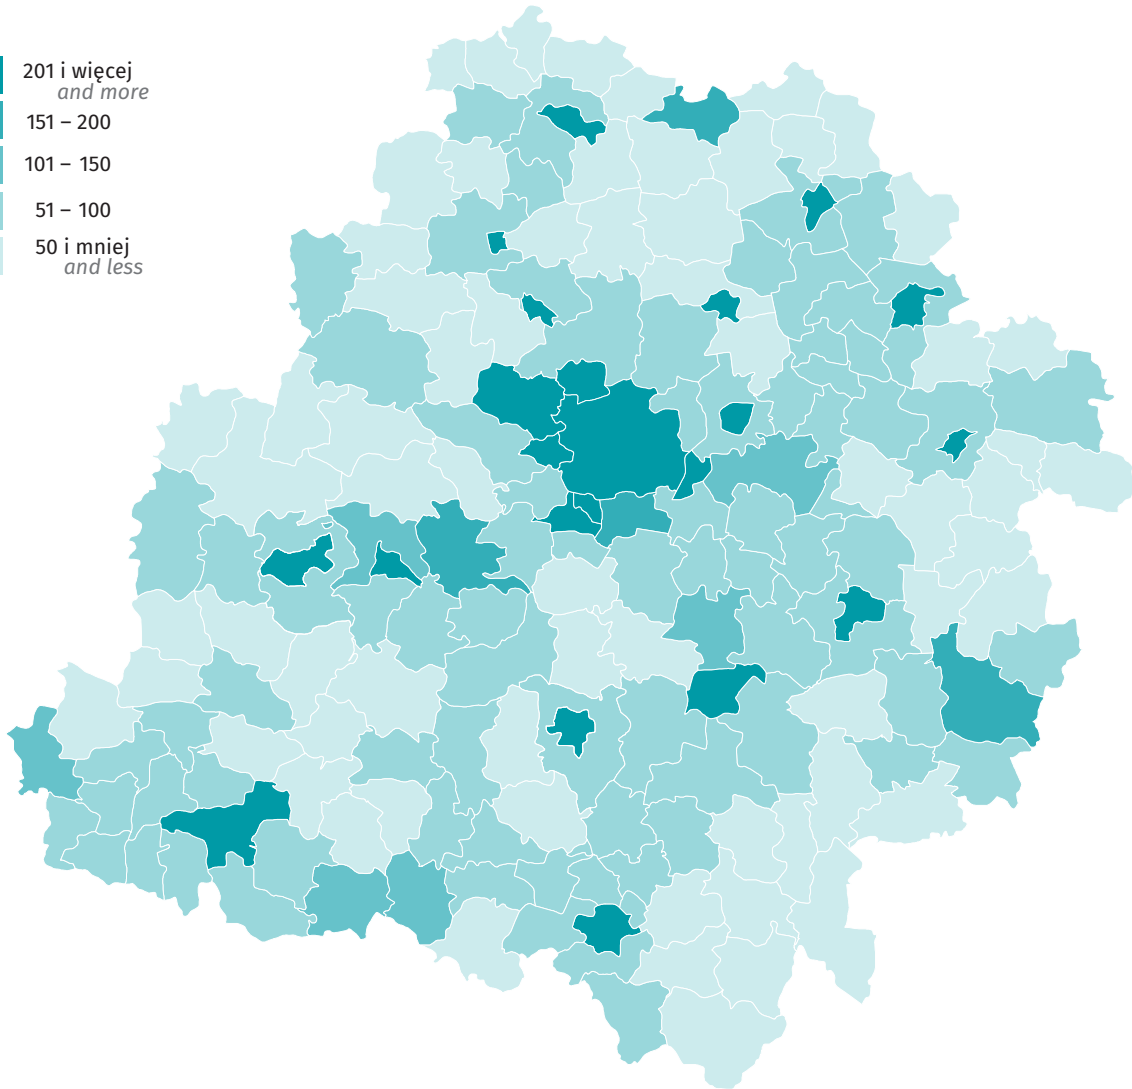 201 i więcej
and more
151 – 200
101 – 150
51 – 100
50 i mniej
and less